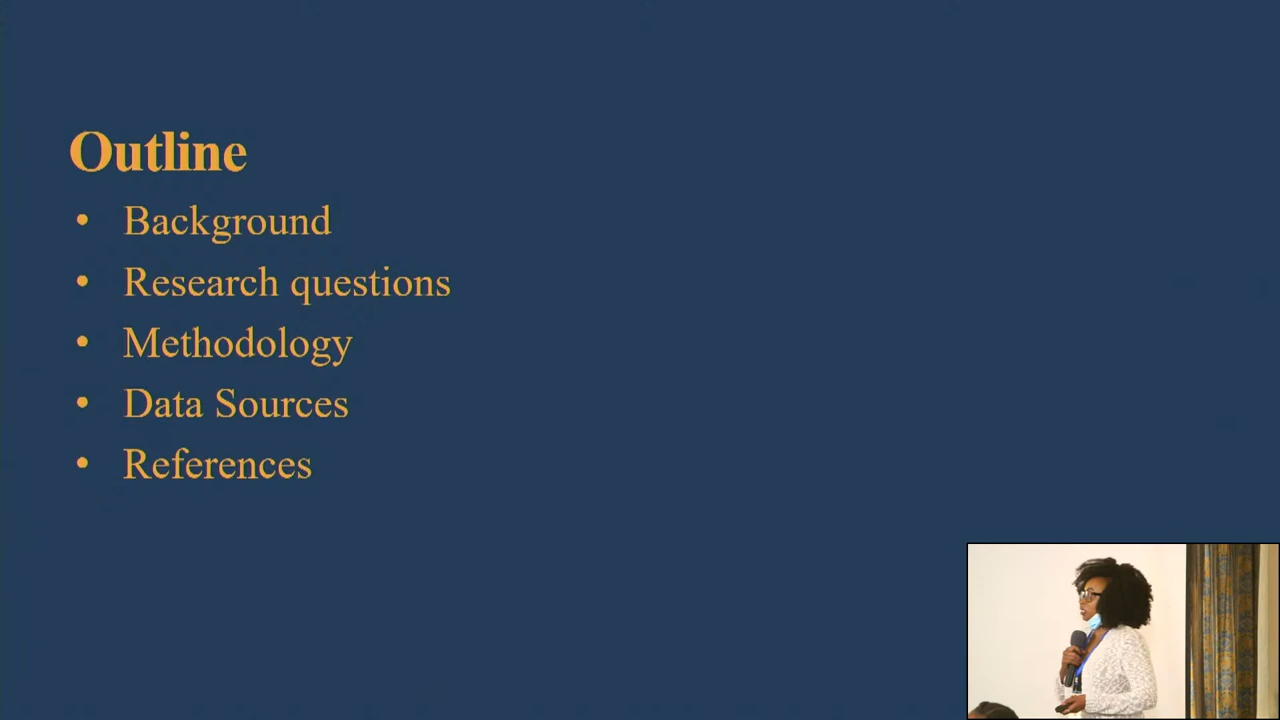 Outline
• Background
• Research questions
• Methodology
• Data Sources
• References